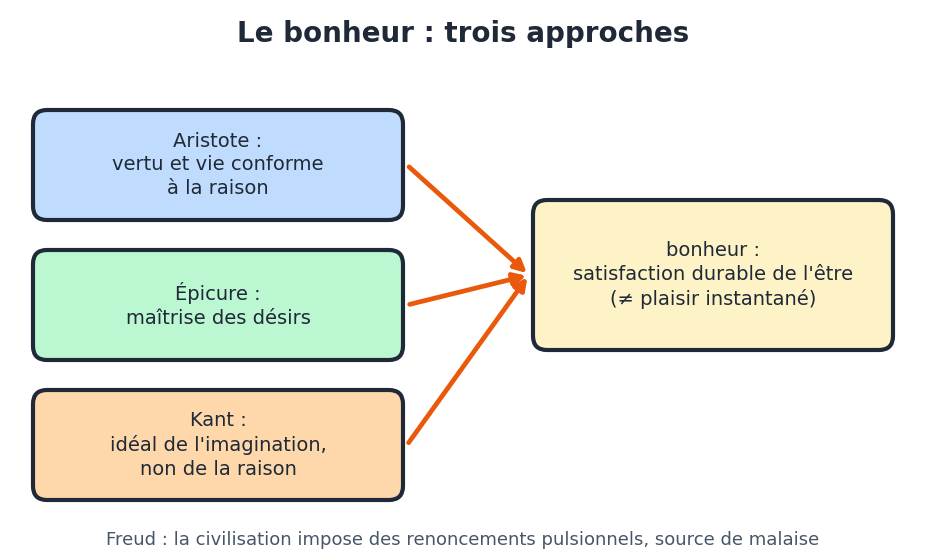 Le bonheur : trois approches
Aristote :
vertu et vie conforme
à la raison
Épicure :
maîtrise des désirs
Kant :
idéal de l'imagination,
non de la raison
bonheur :
satisfaction durable de l'être
(≠ plaisir instantané)
Freud : la civilisation impose des renoncements pulsionnels, source de malaise